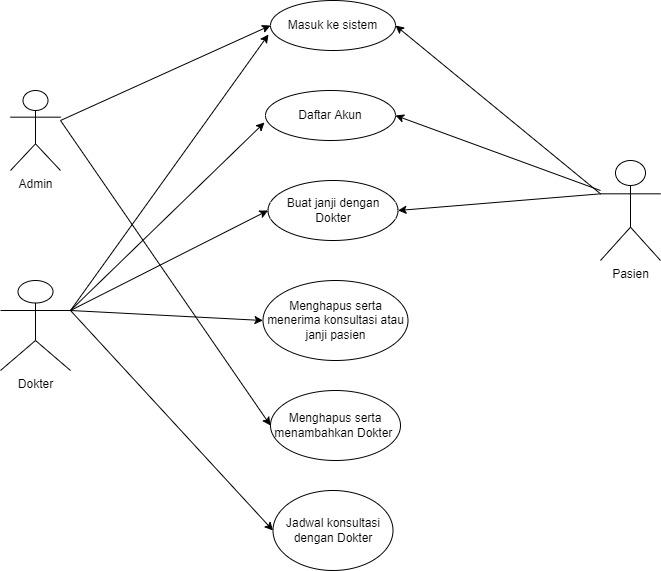 Masuk ke sistem
Daftar Akun
Admin
Buat janji dengan
Dokter
Pasien
Menghapus serta
menerima konsultasi atau
janji pasien
Dokter
Menghapus serta
menambahkan Dokter
Jadwal konsultasi
dengan Dokter